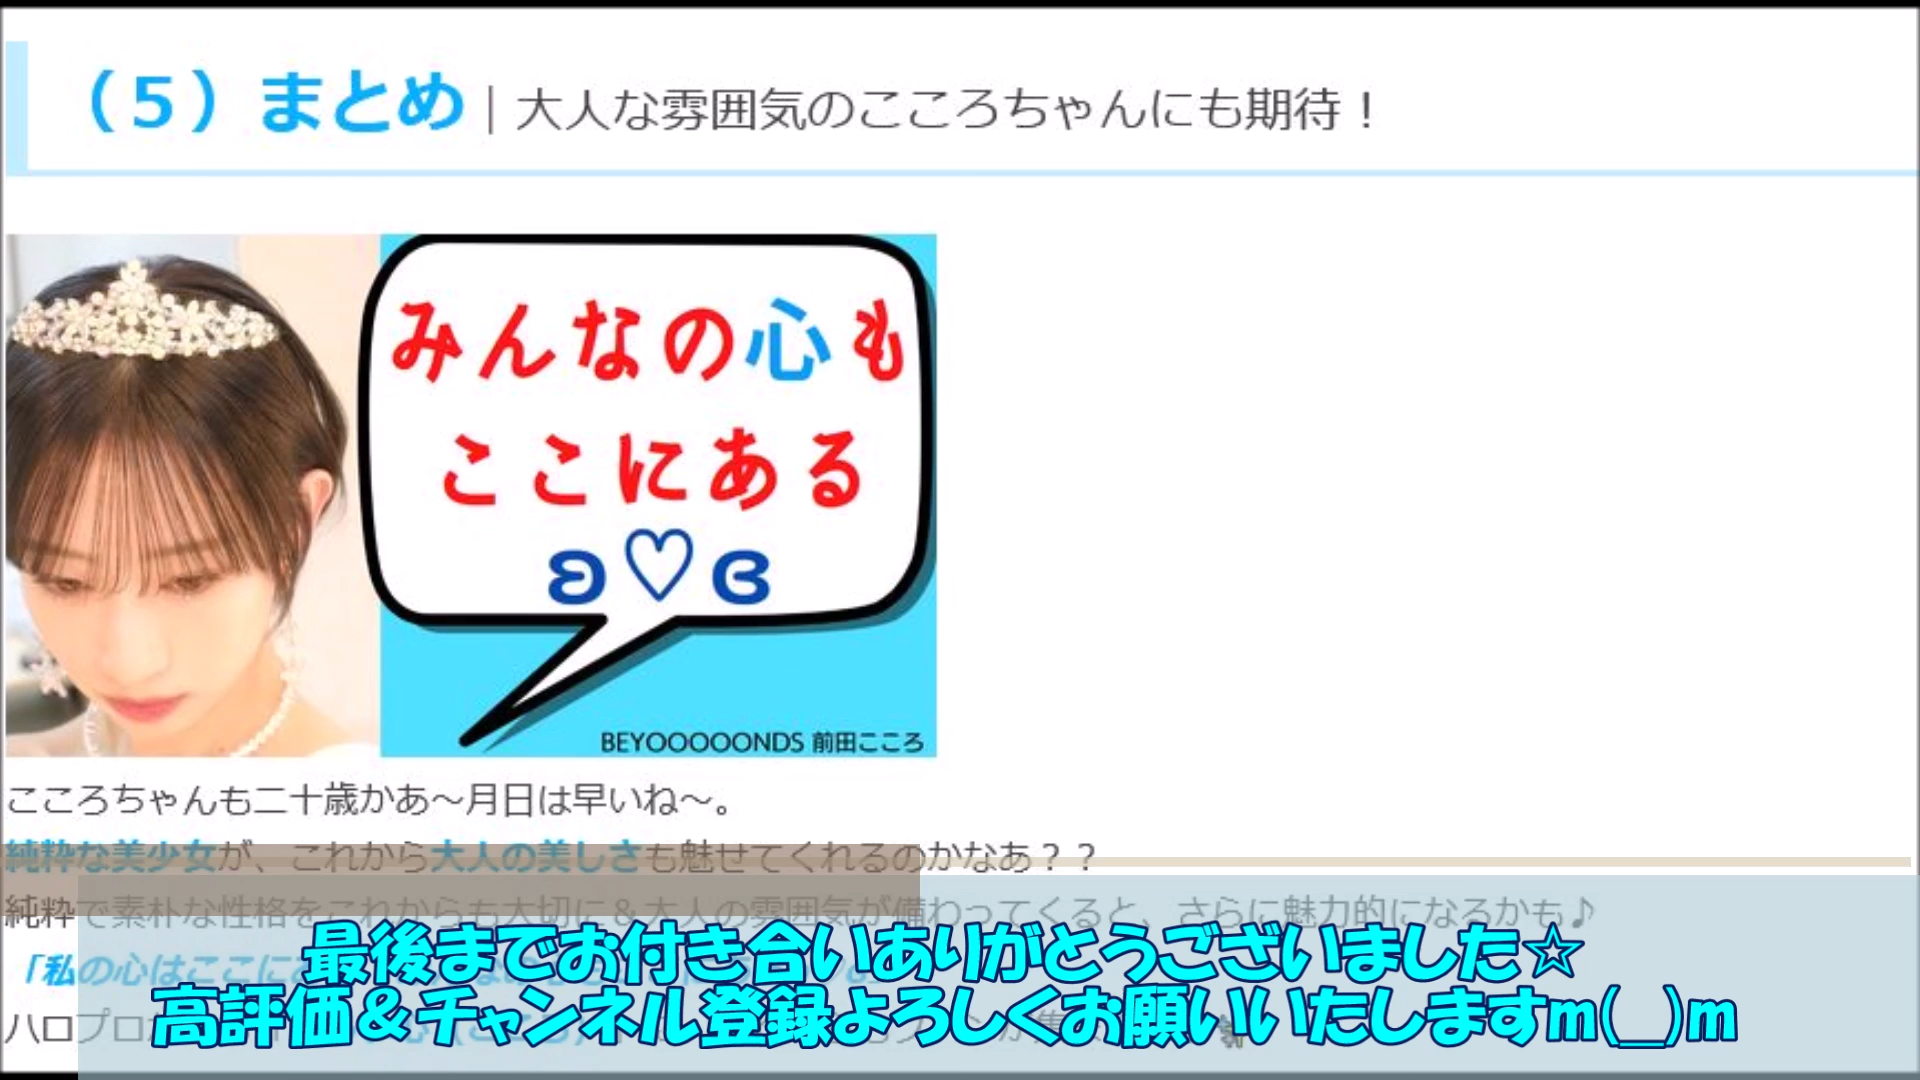 （5）まとめ｜大人な雰囲気のこころちゃんにも期待！
みんなの心も
ここにある
ʚ♡ɞ
BEYOOOOONDS 前田こころ
こころちゃんも二十歳かあ～月日は早いね～。
純粋な美少女が、これから大人の美しさも魅せてくれるのかなあ？？
純粋で素朴な性格をこれからも大切に＆大人の雰囲気が備わってくると、さらに魅力的になるかも♪
「私の心はここに
最後までお付き合いありがとうございました☆
ハロプロ
高評価＆チャンネル登録よろしくお願いいたしますm(__)m